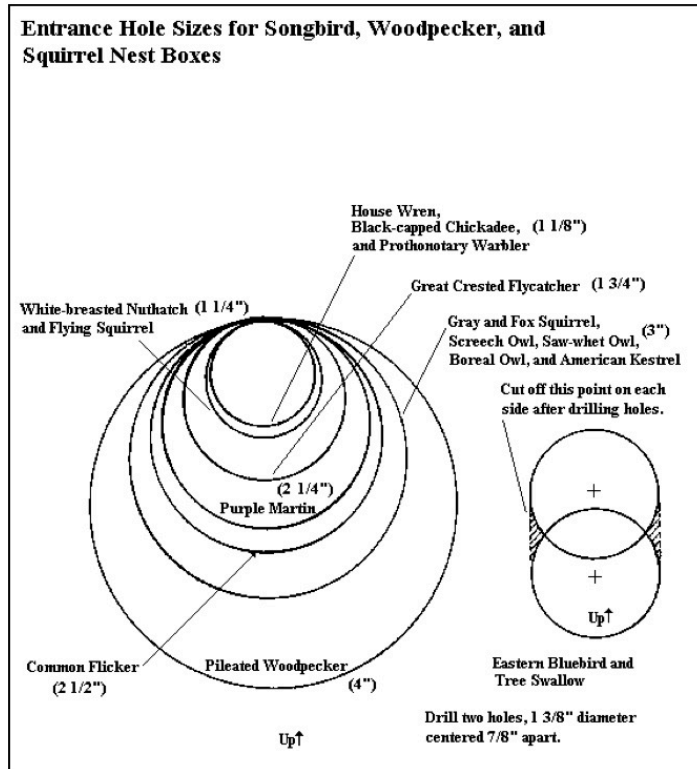 Entrance Hole Sizes for Songbird, Woodpecker, and
Squirrel Nest Boxes
House Wren,
Black-capped Chickadee, (1 1/8")
and Prothonotary Warbler
Great Crested Flycatcher (1 3/4")
White-breasted Nuthatch (1 1/4")
and Flying Squirrel
Gray and Fox Squirrel,
Screech Owl, Saw-whet Owl, (3")
Boreal Owl, and American Kestrel
Cut off this point on each
side after drilling holes.
(2 1/4")
Purple Martin
Up↑
Common Flicker
(2 1/2")
Pileated Woodpecker (4")
Eastern Bluebird and
Tree Swallow
Drill two holes, 1 3/8" diameter
centered 7/8" apart.
Up↑